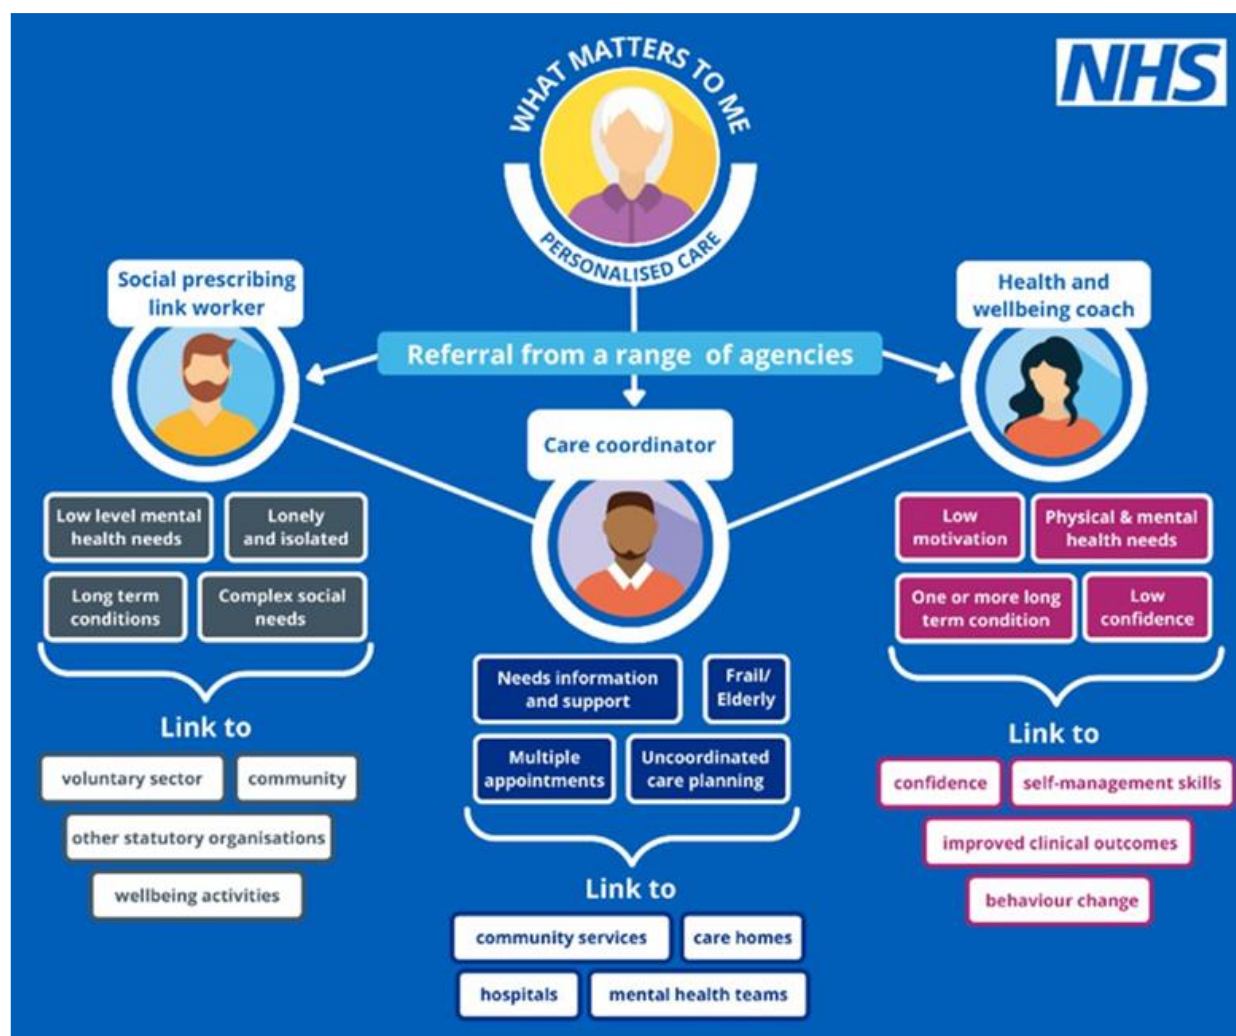 WHAT MATTERS TO ME
NHS
PERSONALISED CARE
Social prescribing
link worker
Health and
wellbeing coach
Referral from a range of agencies
Care coordinator
Low level mental
health needs
Lonely
and isolated
Long term
conditions
Complex social
needs
Link to
voluntary sector
community
other statutory organisations
wellbeing activities
Needs information
and support
Frail/
Elderly
Multiple
appointments
Uncoordinated
care planning
Link to
community services
care homes
hospitals
mental health teams
Low
motivation
Physical & mental
health needs
One or more long
term condition
Low
confidence
Link to
confidence
self-management skills
improved clinical outcomes
behaviour change